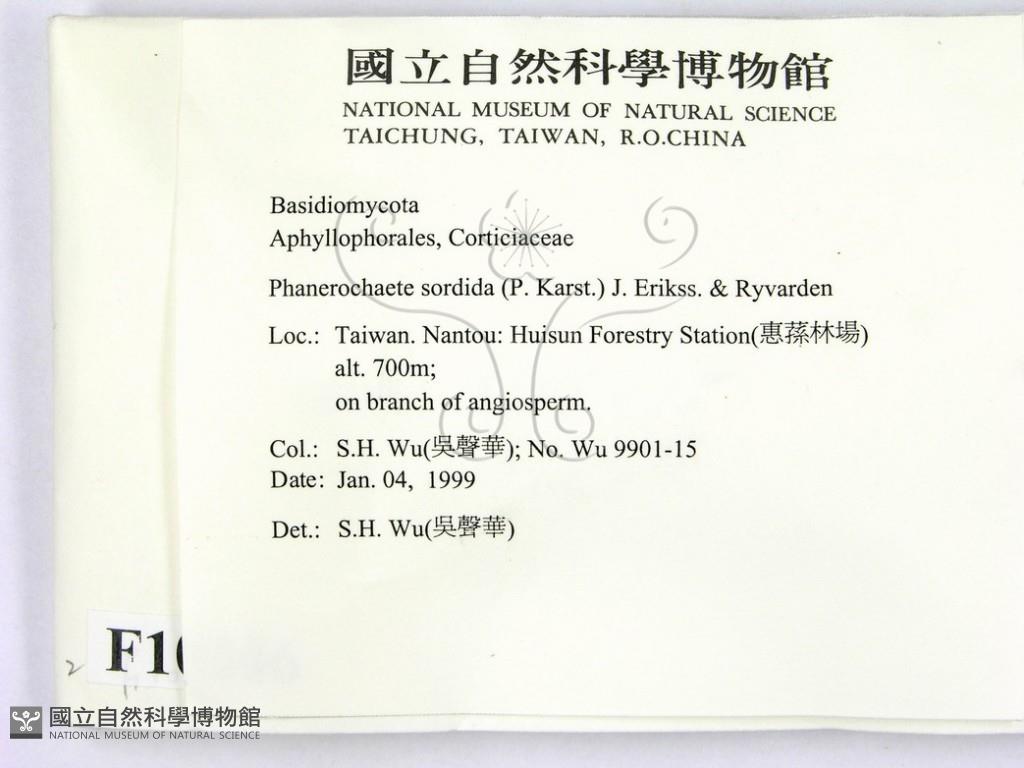 國立自然科學博物館
NATIONAL MUSEUM OF NATURAL SCIENCE
TAICHUNG, TAIWAN, R.O.CHINA
Basidiomycota
Aphyllophorales, Corticiaceae
Phanerochaete sordida (P. Karst.) J. Erikss. & Ryvarden
Loc.: Taiwan. Nantou: Huisun Forestry Station(惠蓀林場)
alt. 700m;
on branch of angiosperm.
Col.: S.H. Wu(吳聲華); No. Wu 9901-15
Date: Jan. 04, 1999
Det.: S.H. Wu(吳聲華)
2
國立自然科學博物館
NATIONAL MUSEUM OF NATURAL SCIENCE